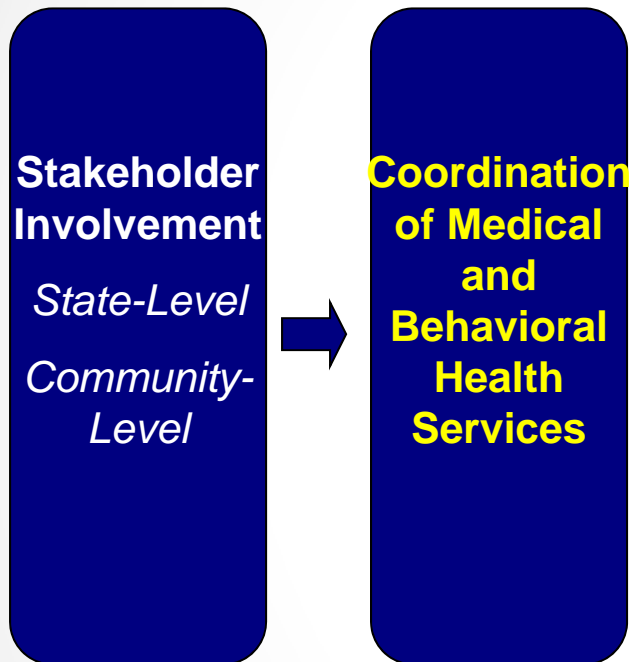 Stakeholder
Involvement
State-Level
Community-
Level
Coordination
of Medical
and
Behavioral
Health
Services